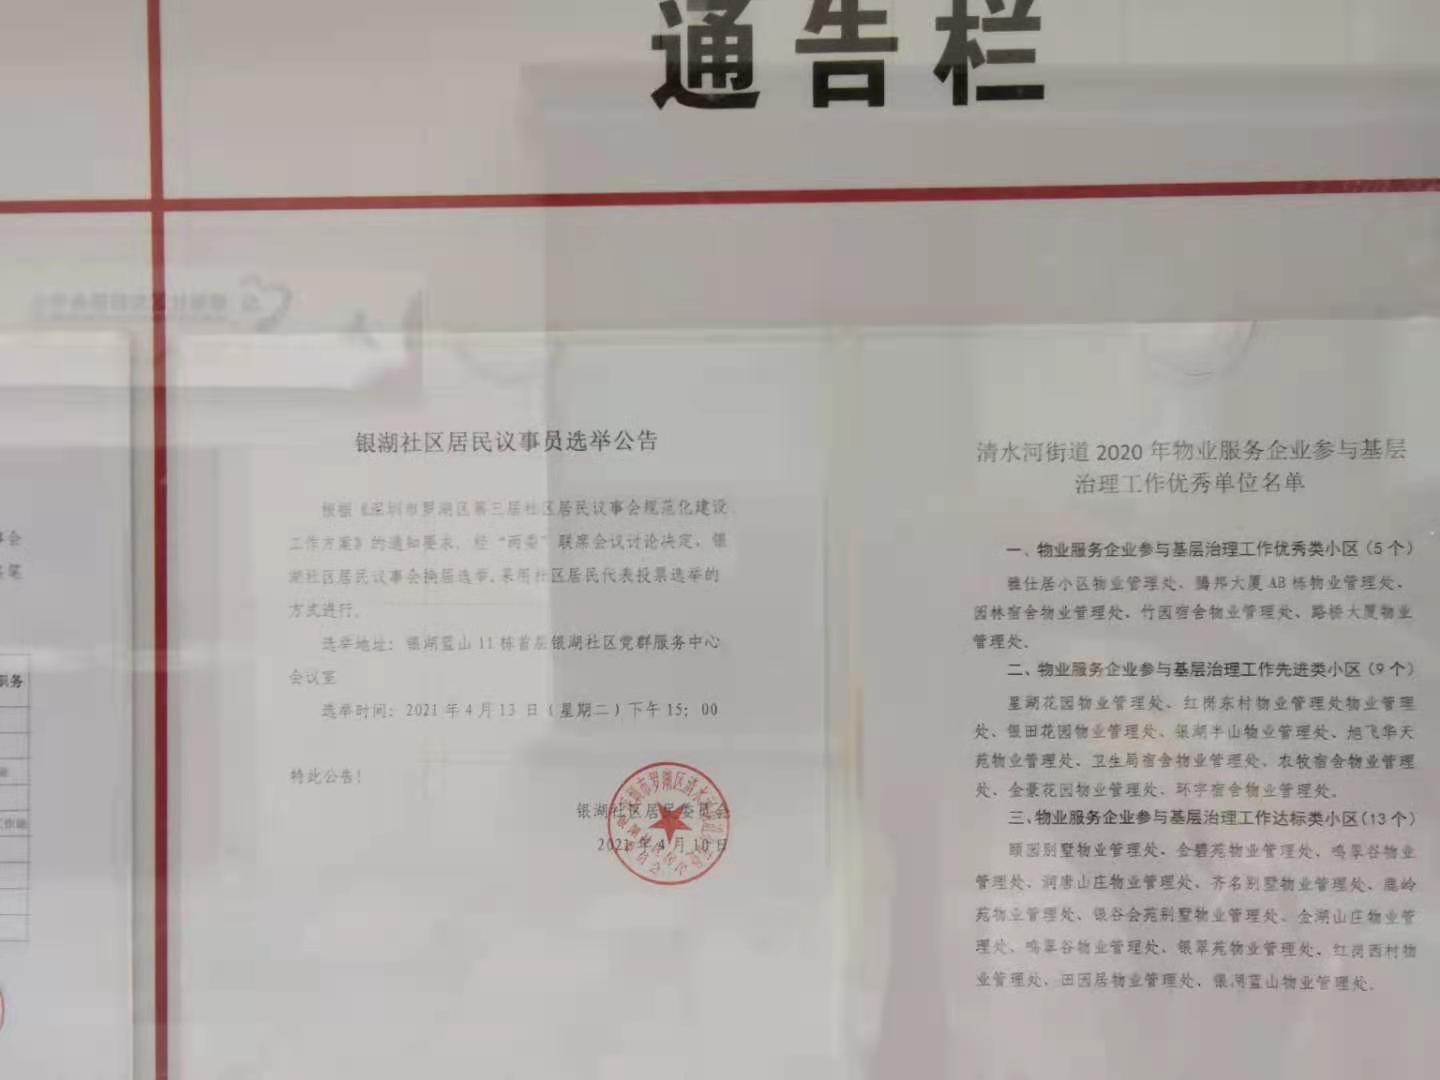 通告栏
事会
名笔
职务
工作站
银湖社区居民议事员选举公告
根据《深圳市罗湖区第三届社区居民议事会规范化建设
工作方案》的通知要求，经“两委”联席会议讨论决定，银
湖社区居民议事会换届选举，采用社区居民代表投票选举的
方式进行。
选举地址：银湖蓝山11栋首层银湖社区党群服务中心
会议室
选举时间：2021年4月13日（星期二）下午15：00
特此公告！
银湖社区居民委员会
2021年4月10日
清水河街道2020年物业服务企业参与基层
治理工作优秀单位名单
一、物业服务企业参与基层治理工作优秀类小区（5个）
雅仕居小区物业管理处、腾邦大厦AB栋物业管理处、
园林宿舍物业管理处、竹园宿舍物业管理处、路桥大厦物业
管理处。
二、物业服务企业参与基层治理工作先进类小区（9个）
星湖花园物业管理处、红岗东村物业管理处物业管理
处、银田花园物业管理处、银湖半山物业管理处、旭飞华天
苑物业管理处、卫生局宿舍物业管理处、农牧宿舍物业管理
处、金豪花园物业管理处、环宇宿舍物业管理处。
三、物业服务企业参与基层治理工作达标类小区（13个）
颐园别墅物业管理处、金碧苑物业管理处、鸣翠谷物业
管理处、润唐山庄物业管理处、齐名别墅物业管理处、鹿岭
苑物业管理处、银谷会苑别墅物业管理处、金湖山庄物业管
理处、鸣翠谷物业管理处、银翠苑物业管理处、红岗西村物
业管理处、田园居物业管理处、银湖蓝山物业管理处。